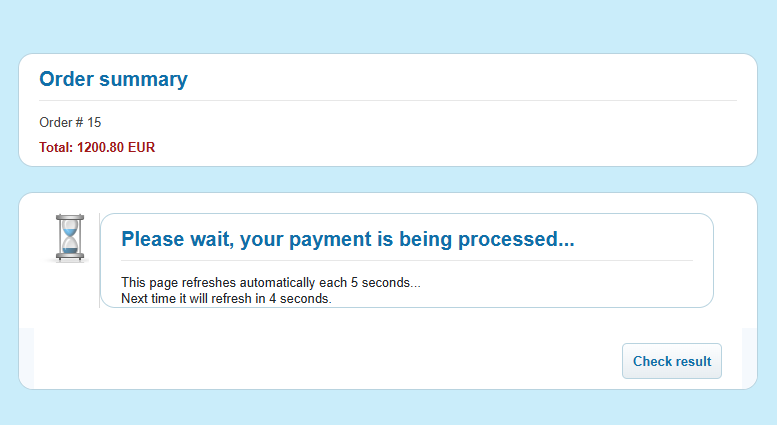 Order summary
Order # 15
Total: 1200.80 EUR
Please wait, your payment is being processed...
This page refreshes automatically each 5 seconds...
Next time it will refresh in 4 seconds.
Check result